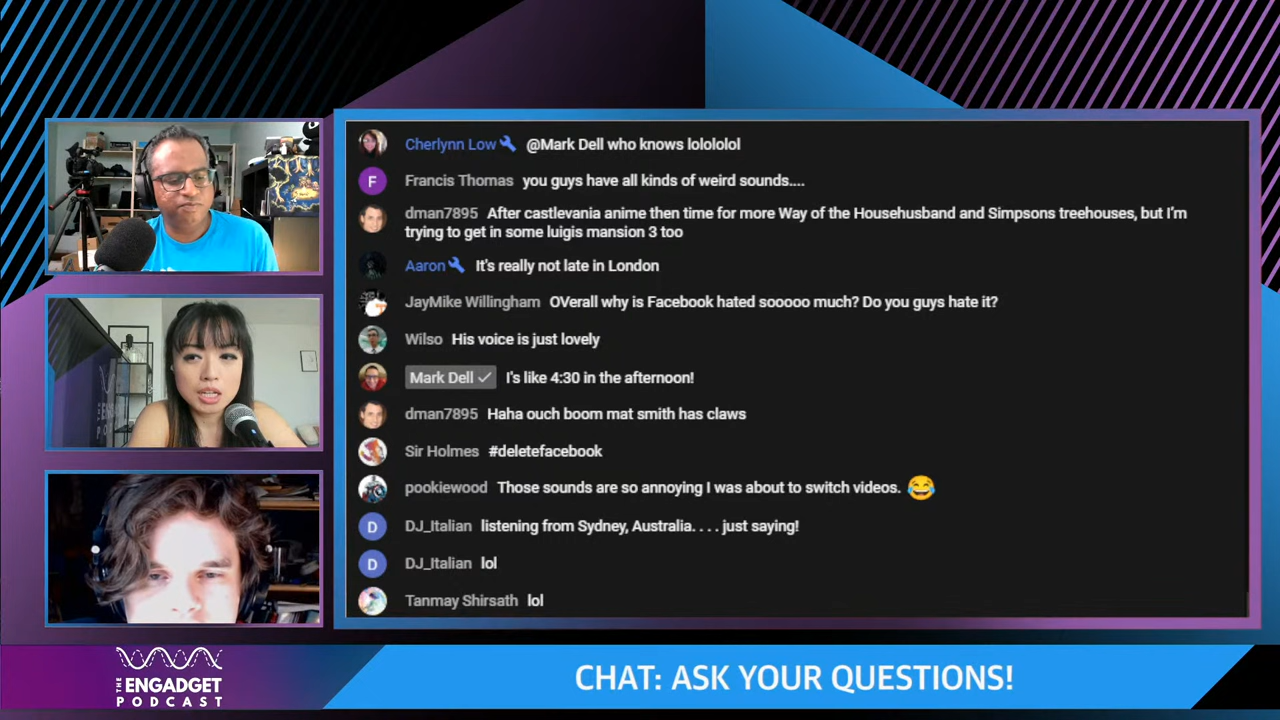 Cherlynn Low @Mark Dell who knows lolololol
F Francis Thomas you guys have all kinds of weird sounds....
dman7895 After castlevania anime then time for more Way of the Househusband and Simpsons treehouses, but I'm
trying to get in some luigis mansion 3 too
Aaron It's really not late in London
JayMike Willingham OVerall why is Facebook hated sooooo much? Do you guys hate it?
Wilso His voice is just lovely
Mark Dell I's like 4:30 in the afternoon!
dman7895 Haha ouch boom mat smith has claws
Sir Holmes #deletefacebook
pookiewood Those sounds are so annoying I was about to switch videos. 😂
D DJ_Italian listening from Sydney, Australia. . . . just saying!
D DJ_Italian lol
Tanmay Shirsath lol
THE ENGADGET
PODCAST
CHAT: ASK YOUR QUESTIONS!